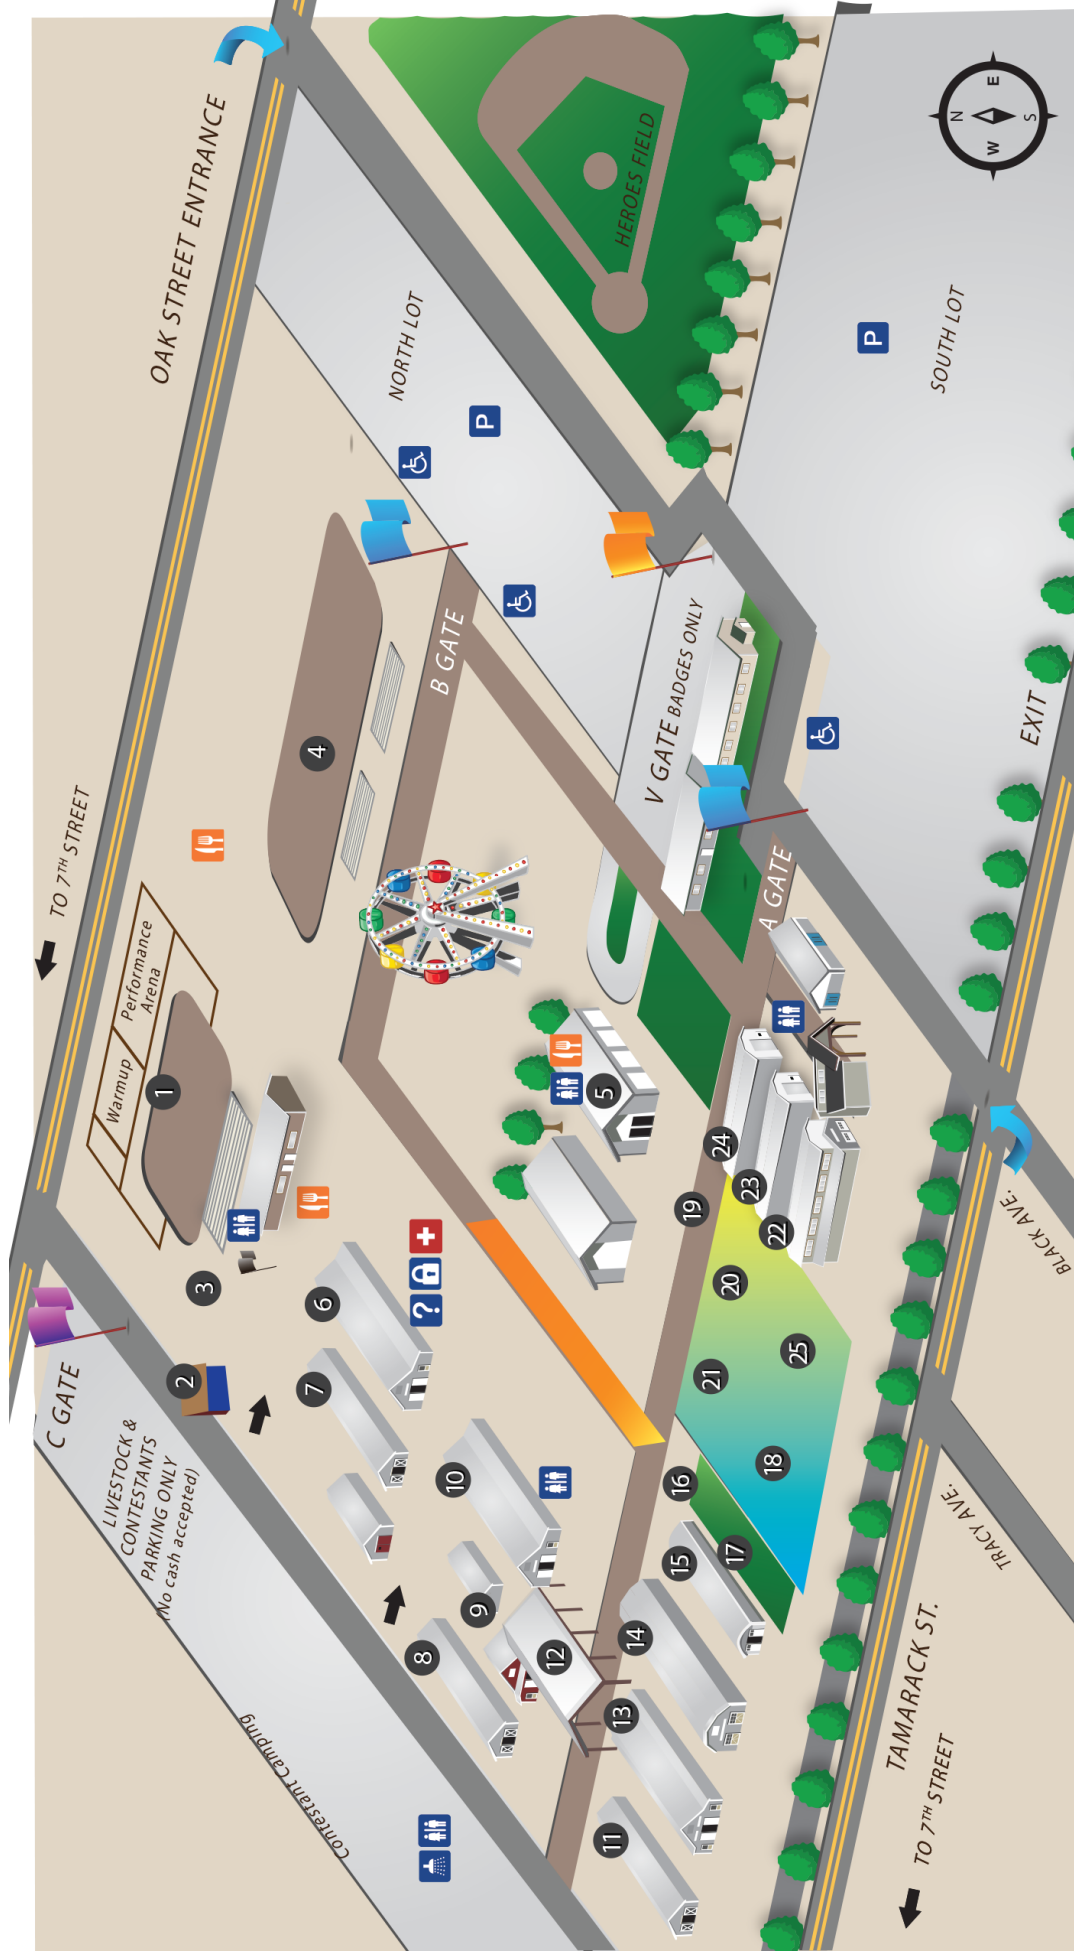 OAK STREET ENTRANCE
TO 7TH STREET
Performance
Arena
Warmup
C GATE
LIVESTOCK &
CONTESTANTS
PARKING ONLY
(No cash accepted)
Contestant Camping
NORTH LOT
P
HEROES FIELD
N
E
S
W
SOUTH LOT
P
B GATE
V GATE BADGES ONLY
A GATE
EXIT
BLACK AVE.
TRACY AVE.
TAMARACK ST.
TO 7TH STREET
?
1
2
3
4
5
6
7
8
9
10
11
12
13
14
15
16
17
18
19
20
21
22
23
24
25